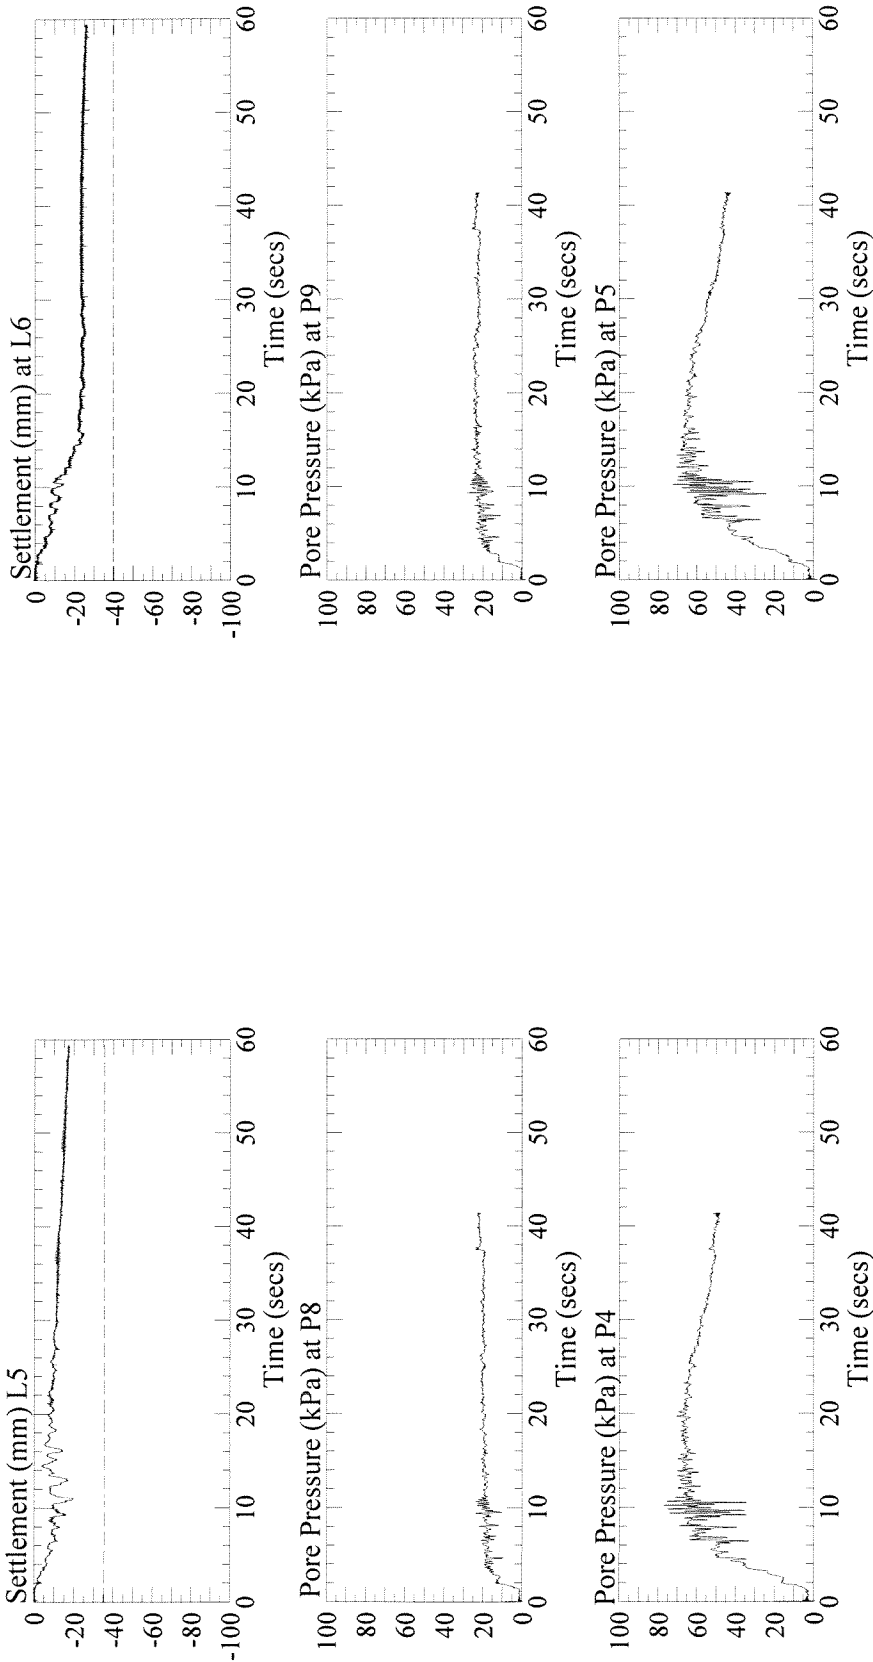 Settlement (mm) L5
0
-20
-40
-60
-80
-100
0 10 20 30 40 50 60
Time (secs)
Settlement (mm) at L6
0
-20
-40
-60
-80
-100
0 10 20 30 40 50 60
Time (secs)
Pore Pressure (kPa) at P8
100
80
60
40
20
0
0 10 20 30 40 50 60
Time (secs)
Pore Pressure (kPa) at P9
100
80
60
40
20
0
0 10 20 30 40 50 60
Time (secs)
Pore Pressure (kPa) at P4
100
80
60
40
20
0
0 10 20 30 40 50 60
Time (secs)
Pore Pressure (kPa) at P5
100
80
60
40
20
0
0 10 20 30 40 50 60
Time (secs)